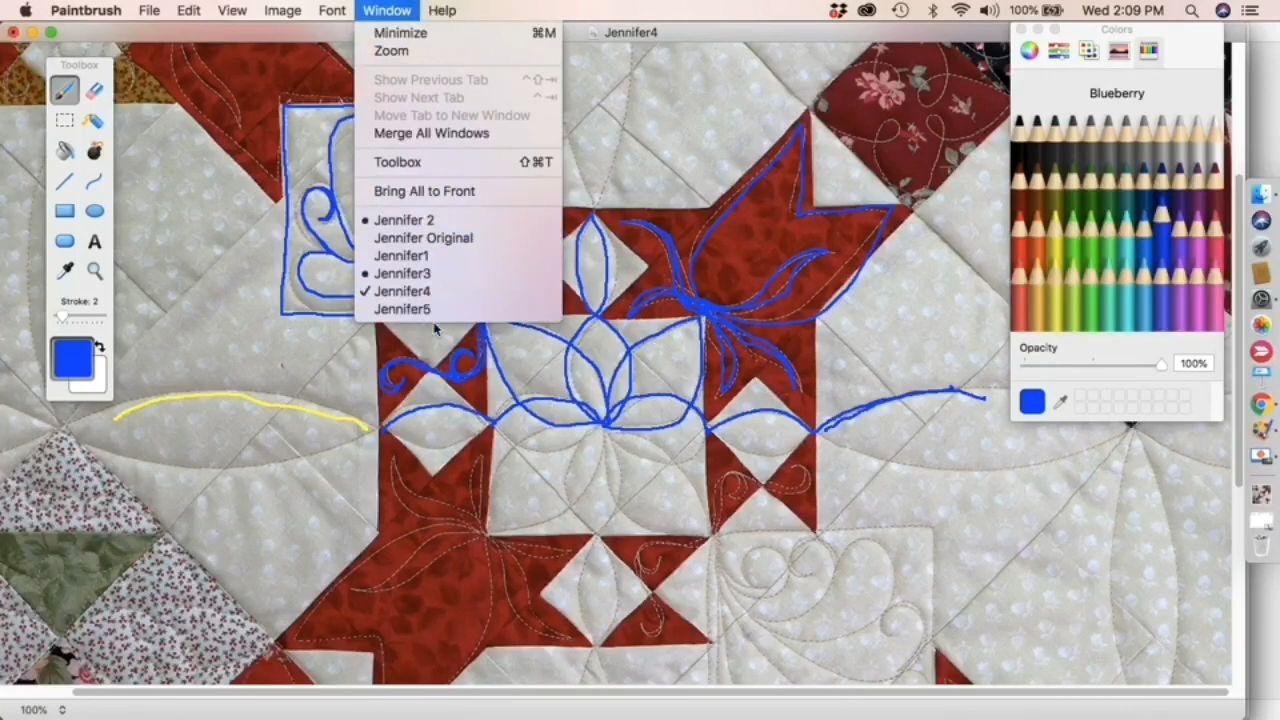 Paintbrush File Edit View Image Font Window Help 100% Wed 2:09 PM
Jennifer4
Toolbox
A
Stroke: 2
Minimize ⌘M
Zoom
Show Previous Tab ⌃⇧⇥
Show Next Tab ⌃⇥
Move Tab to New Window
Merge All Windows
Toolbox ⇧⌘T
Bring All to Front
Jennifer 2
Jennifer Original
Jennifer1
Jennifer3
Jennifer4
Jennifer5
Colors
Blueberry
Opacity
100%
100%